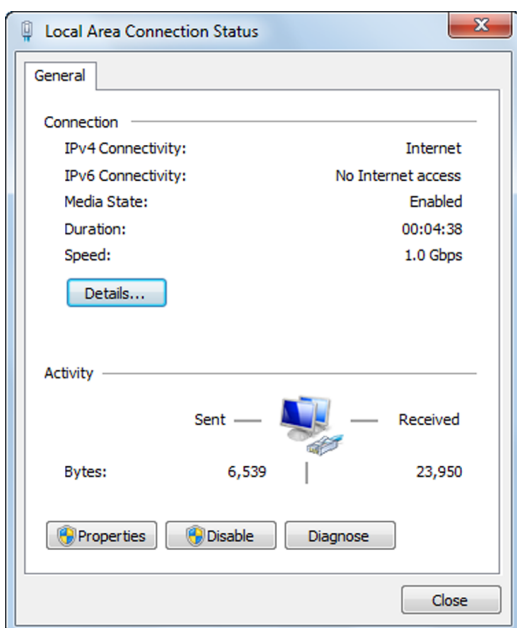 Local Area Connection Status
General
Connection
IPv4 Connectivity: Internet
IPv6 Connectivity: No Internet access
Media State: Enabled
Duration: 00:04:38
Speed: 1.0 Gbps
Details...
Activity
Sent Received
Bytes: 6,539 23,950
Properties Disable Diagnose
Close